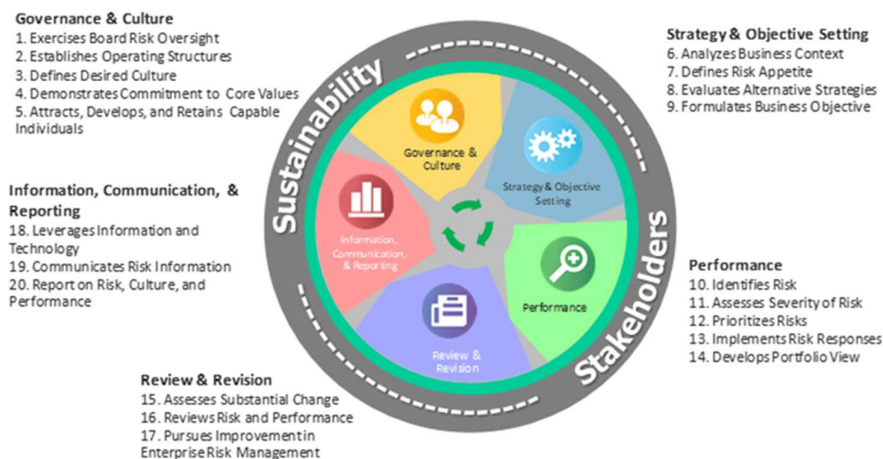 Governance & Culture
1. Exercises Board Risk Oversight
2. Establishes Operating Structures
3. Defines Desired Culture
4. Demonstrates Commitment to Core Values
5. Attracts, Develops, and Retains Capable
Individuals
Strategy & Objective Setting
6. Analyzes Business Context
7. Defines Risk Appetite
8. Evaluates Alternative Strategies
9. Formulates Business Objective
Sustainability
Stakeholders
Governance &
Culture
Strategy & Objective
Setting
Information,
Communication,
& Reporting
Performance
Review &
Revision
Information, Communication, &
Reporting
18. Leverages Information and
Technology
19. Communicates Risk Information
20. Report on Risk, Culture, and
Performance
Performance
10. Identifies Risk
11. Assesses Severity of Risk
12. Prioritizes Risks
13. Implements Risk Responses
14. Develops Portfolio View
Review & Revision
15. Assesses Substantial Change
16. Reviews Risk and Performance
17. Pursues Improvement in
Enterprise Risk Management